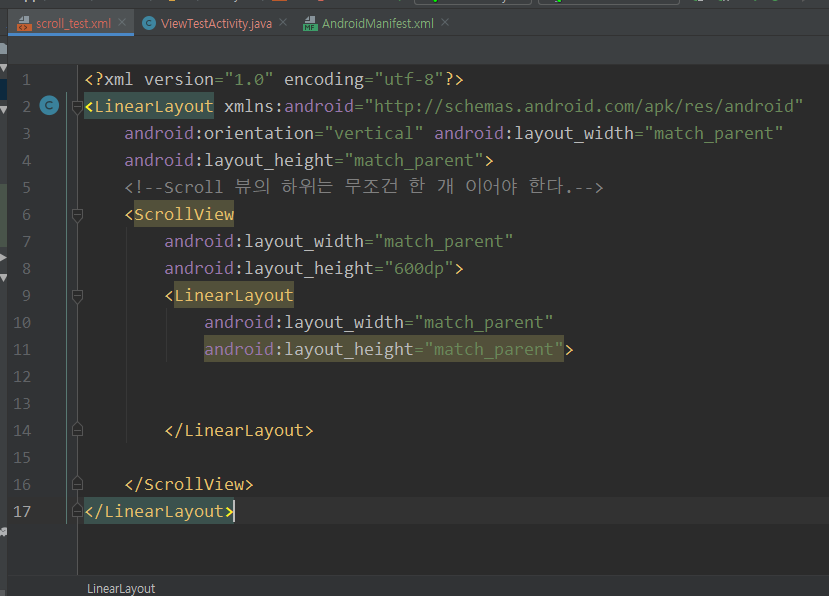 scroll_test.xml ViewTestActivity.java AndroidManifest.xml
1 <?xml version="1.0" encoding="utf-8"?>
2 <LinearLayout xmlns:android="http://schemas.android.com/apk/res/android"
3 android:orientation="vertical" android:layout_width="match_parent"
4 android:layout_height="match_parent">
5 <!--Scroll 뷰의 하위는 무조건 한 개 이어야 한다.-->
6 <ScrollView
7 android:layout_width="match_parent"
8 android:layout_height="600dp">
9 <LinearLayout
10 android:layout_width="match_parent"
11 android:layout_height="match_parent">
12
13
14 </LinearLayout>
15
16 </ScrollView>
17 </LinearLayout>
LinearLayout